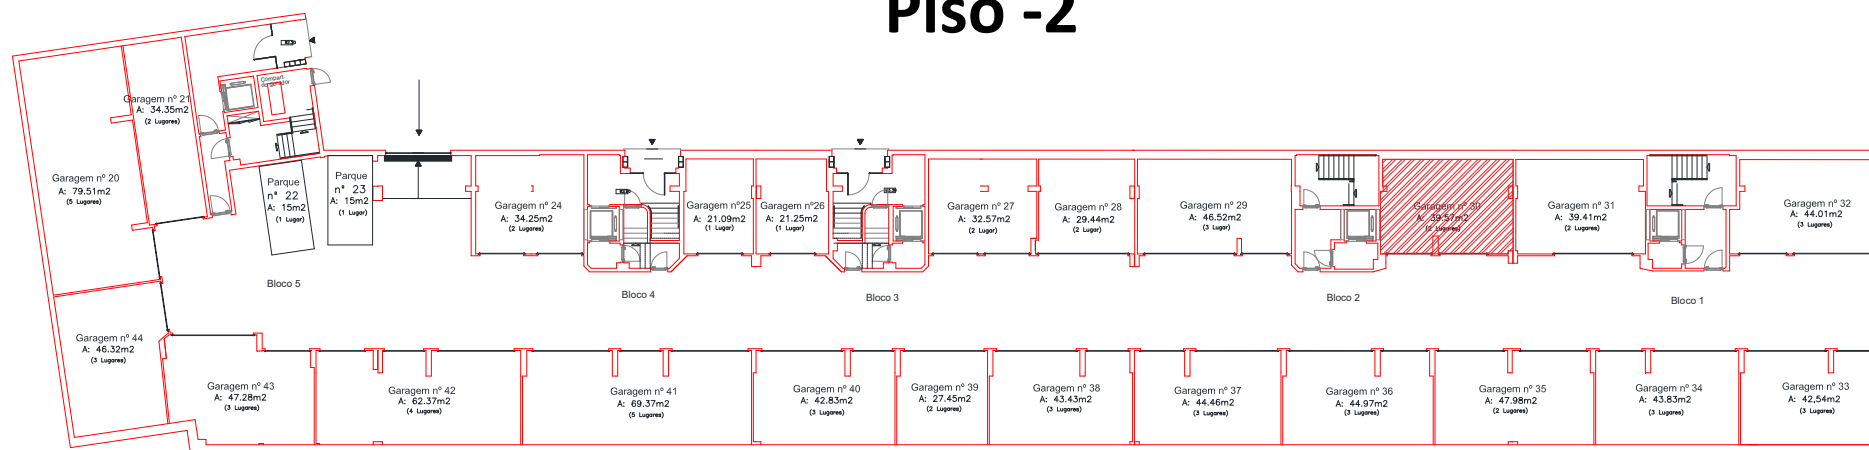 Piso -2
Compart.
do gerador
Garagem nº 20
A: 79.51m2
(5 Lugares)
Garagem nº 21
A: 34.35m2
(2 Lugares)
Parque
nº 22
A: 15m2
(1 Lugar)
Parque
nº 23
A: 15m2
(1 Lugar)
Garagem nº 24
A: 34.25m2
(2 Lugares)
Garagem nº25
A: 21.09m2
(1 Lugar)
Garagem nº26
A: 21.25m2
(1 Lugar)
Garagem nº 27
A: 32.57m2
(2 Lugar)
Garagem nº 28
A: 29.44m2
(2 Lugar)
Garagem nº 29
A: 46.52m2
(3 Lugar)
Garagem nº 30
A: 39.57m2
(2 Lugares)
Garagem nº 31
A: 39.41m2
(2 Lugares)
Garagem nº 32
A: 44.01m2
(3 Lugares)
Bloco 5
Bloco 4
Bloco 3
Bloco 2
Bloco 1
Garagem nº 44
A: 46.32m2
(3 Lugares)
Garagem nº 43
A: 47.28m2
(3 Lugares)
Garagem nº 42
A: 62.37m2
(4 Lugares)
Garagem nº 41
A: 69.37m2
(5 Lugares)
Garagem nº 40
A: 42.83m2
(3 Lugares)
Garagem nº 39
A: 27.45m2
(2 Lugares)
Garagem nº 38
A: 43.43m2
(3 Lugares)
Garagem nº 37
A: 44.46m2
(3 Lugares)
Garagem nº 36
A: 44.97m2
(3 Lugares)
Garagem nº 35
A: 47.98m2
(2 Lugares)
Garagem nº 34
A: 43.83m2
(3 Lugares)
Garagem nº 33
A: 42,54m2
(3 Lugares)